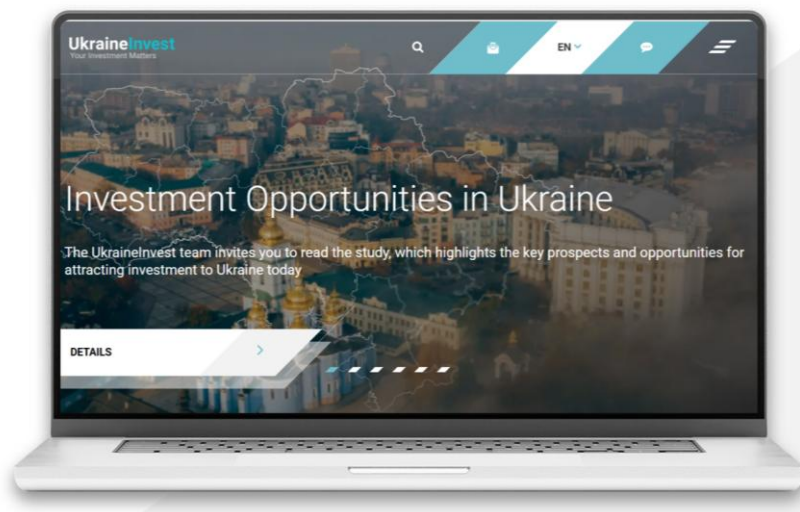 UkraineInvest
Your Investment Matters
EN
Investment Opportunities in Ukraine
The UkraineInvest team invites you to read the study, which highlights the key prospects and opportunities for
attracting investment to Ukraine today
DETAILS